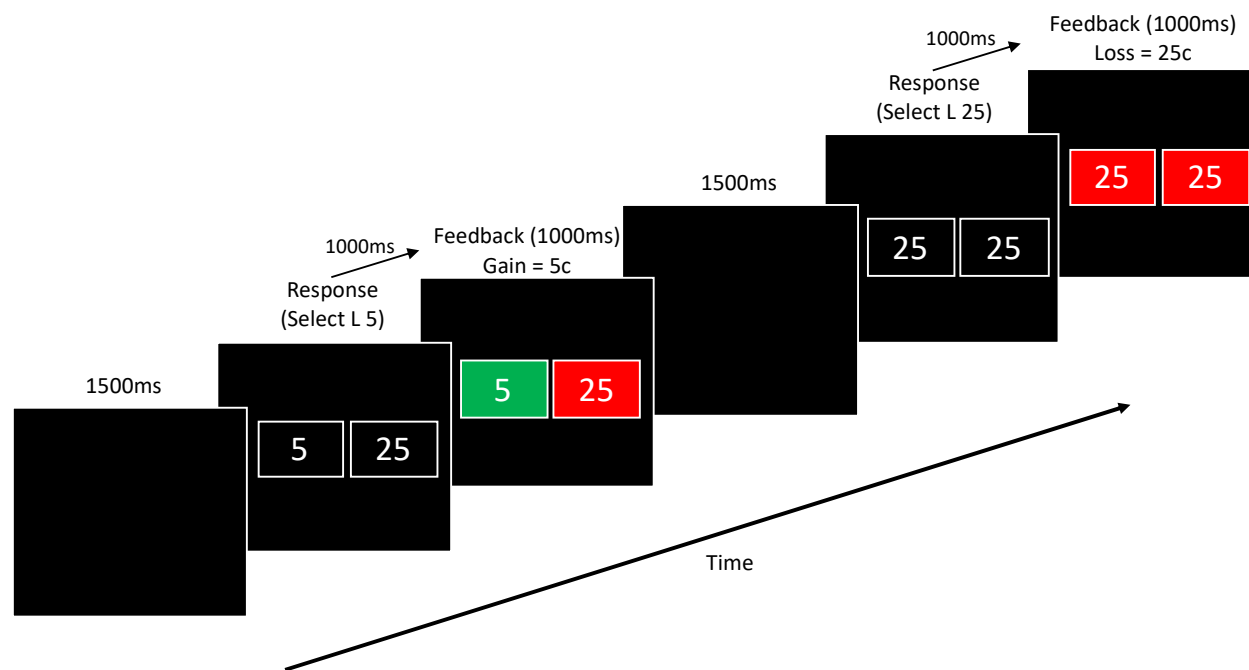 1500ms
5 25
Response
(Select L 5)
1000ms
Feedback (1000ms)
Gain = 5c
5 25
1500ms
25 25
Response
(Select L 25)
1000ms
Feedback (1000ms)
Loss = 25c
25 25
Time